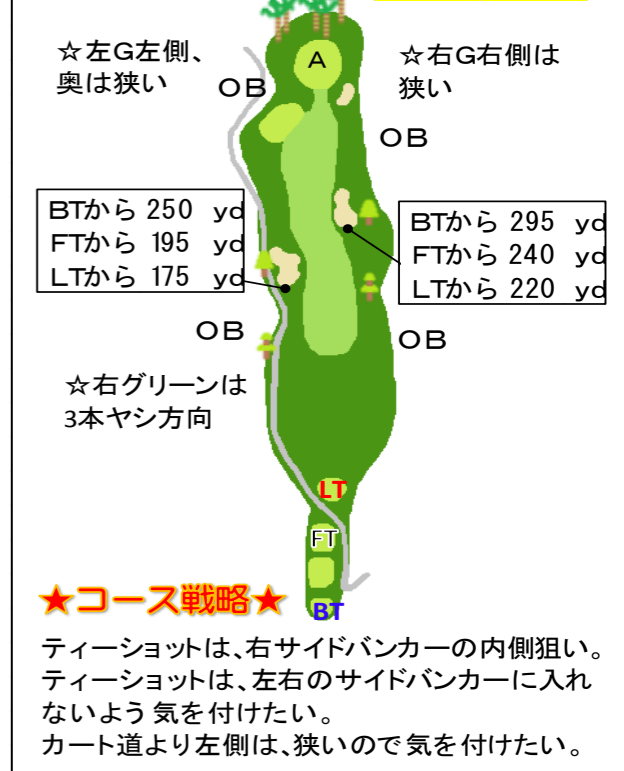 ☆左G左側、
奥は狭い
A
☆右G右側は
狭い
OB
OB
BTから 250 yd
FTから 195 yd
LTから 175 yd
BTから 295 yd
FTから 240 yd
LTから 220 yd
OB
OB
☆右グリーンは
3本ヤシ方向
LT
FT
BT
★コース戦略★
ティーショットは、右サイドバンカーの内側狙い。
ティーショットは、左右のサイドバンカーに入れ
ないよう気を付けたい。
カート道より左側は、狭いので気を付けたい。